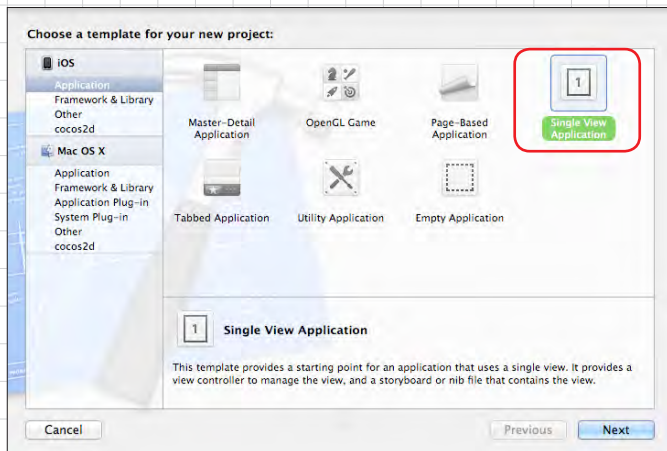 Choose a template for your new project:
iOS
Application
Framework & Library
Other
cocos2d
Mac OS X
Application
Framework & Library
Application Plug-in
System Plug-in
Other
cocos2d
Master-Detail
Application
OpenGL Game
Page-Based
Application
1
Single View
Application
Tabbed Application
Utility Application
Empty Application
1
Single View Application
This template provides a starting point for an application that uses a single view. It provides a
view controller to manage the view, and a storyboard or nib file that contains the view.
Cancel
Previous
Next